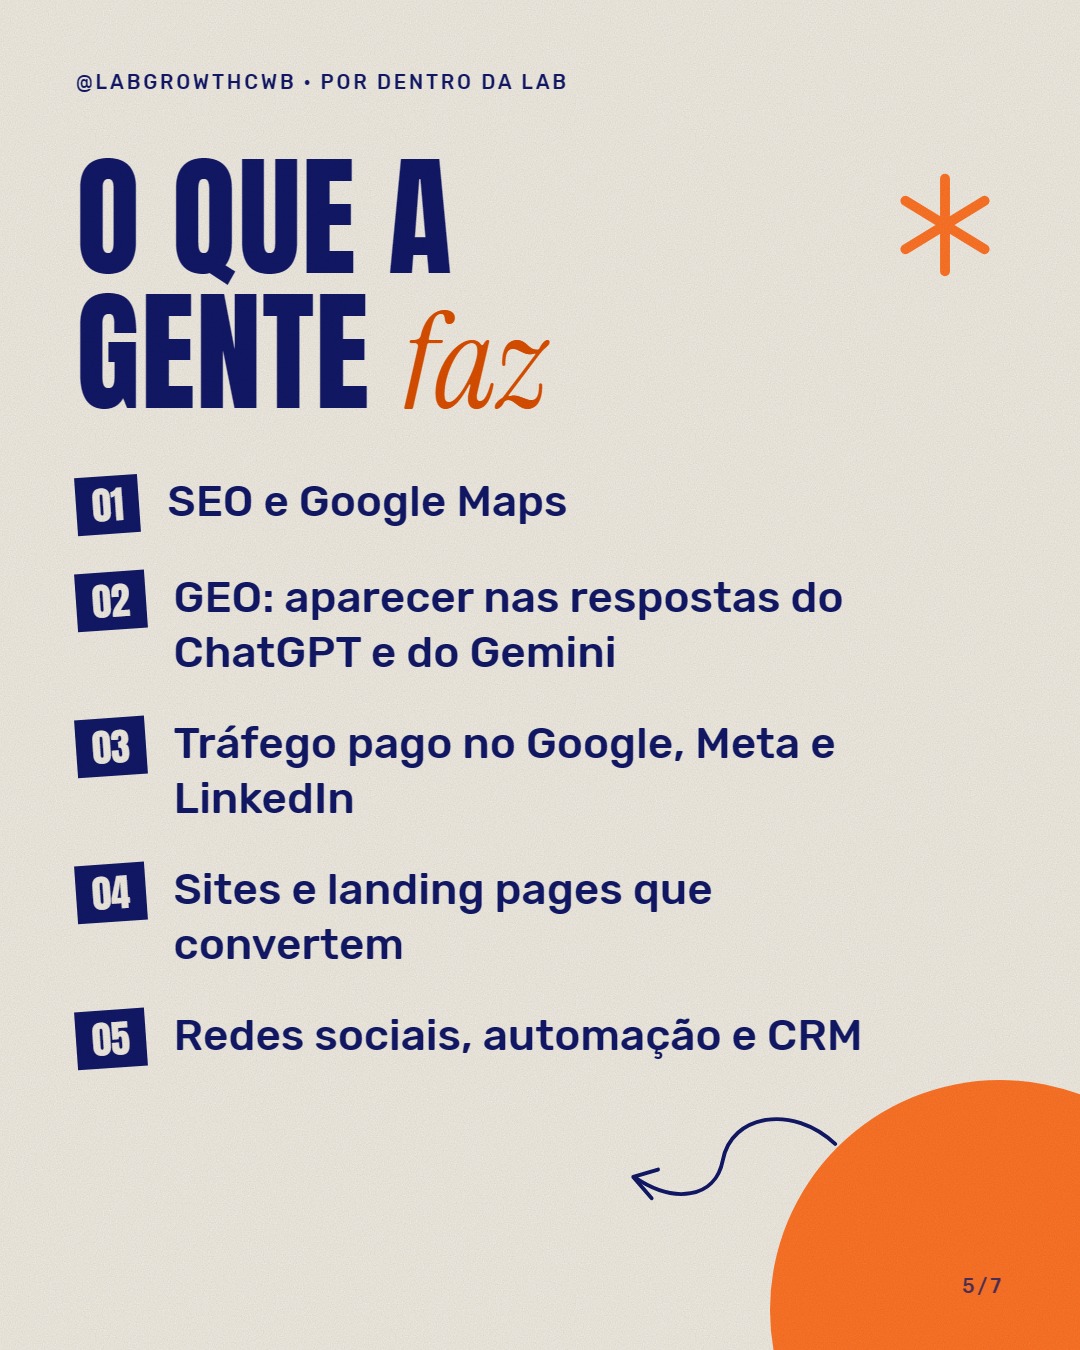 @LABGROWTHCWB • POR DENTRO DA LAB
O QUE A
GENTE faz
01 SEO e Google Maps
02 GEO: aparecer nas respostas do
ChatGPT e do Gemini
03 Tráfego pago no Google, Meta e
LinkedIn
04 Sites e landing pages que
convertem
05 Redes sociais, automação e CRM
5/7